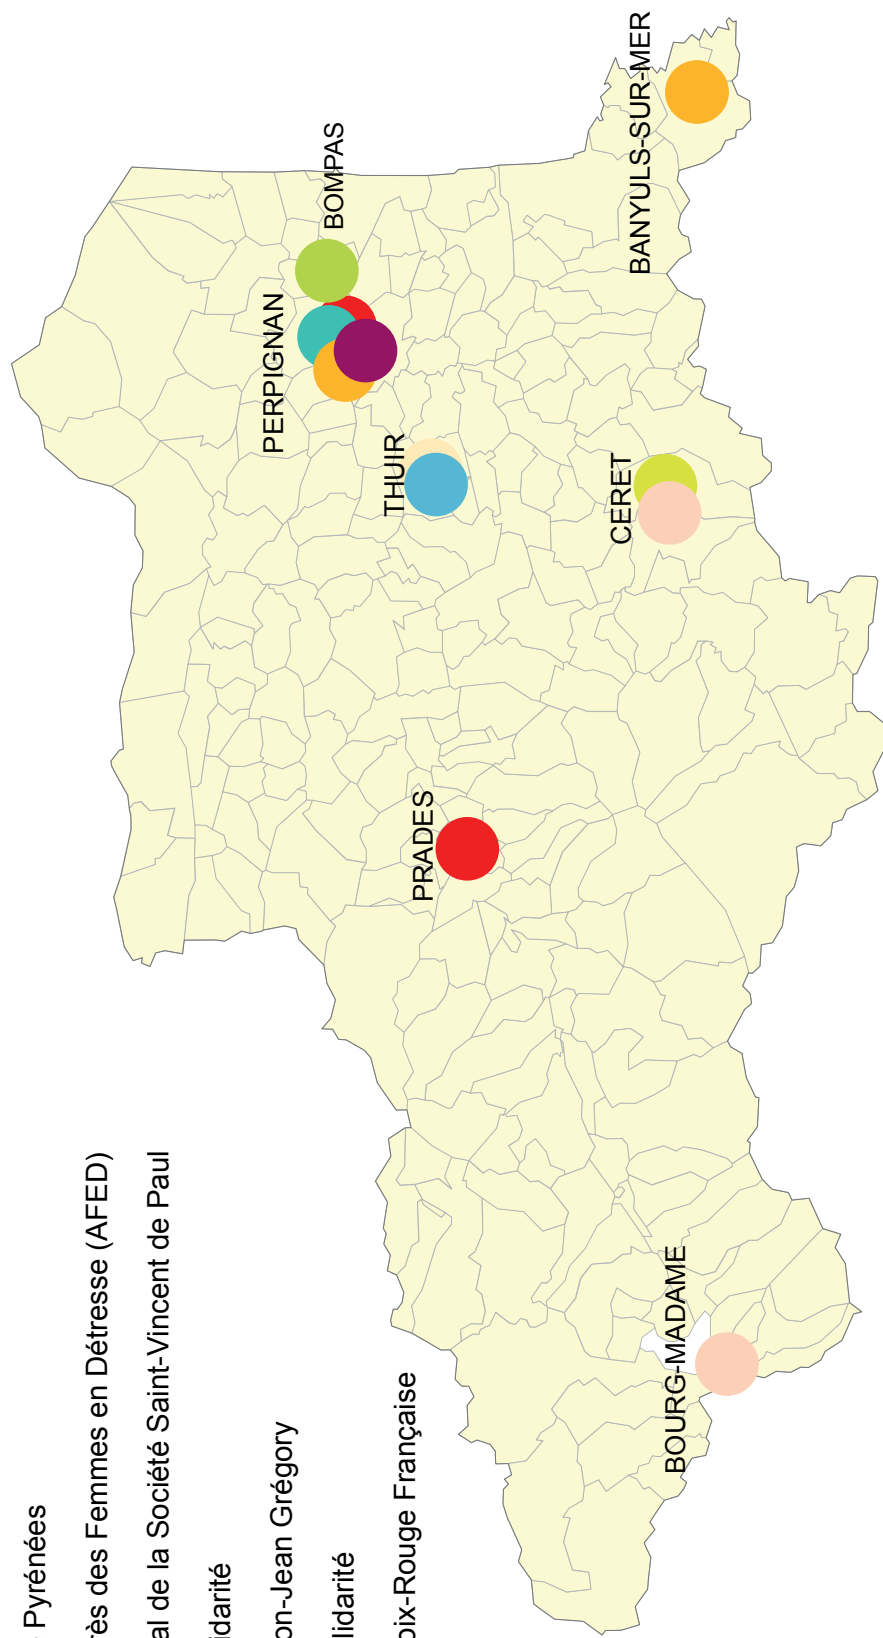 Pyrénées
rès des Femmes en Détresse (AFED)
al de la Société Saint-Vincent de Paul
idarité
on-Jean Grégory
lidarité
oix-Rouge Française
PERPIGNAN
BOMPAS
THUIR
PRADES
CERET
BANYULS-SUR-MER
BOURG-MADAME